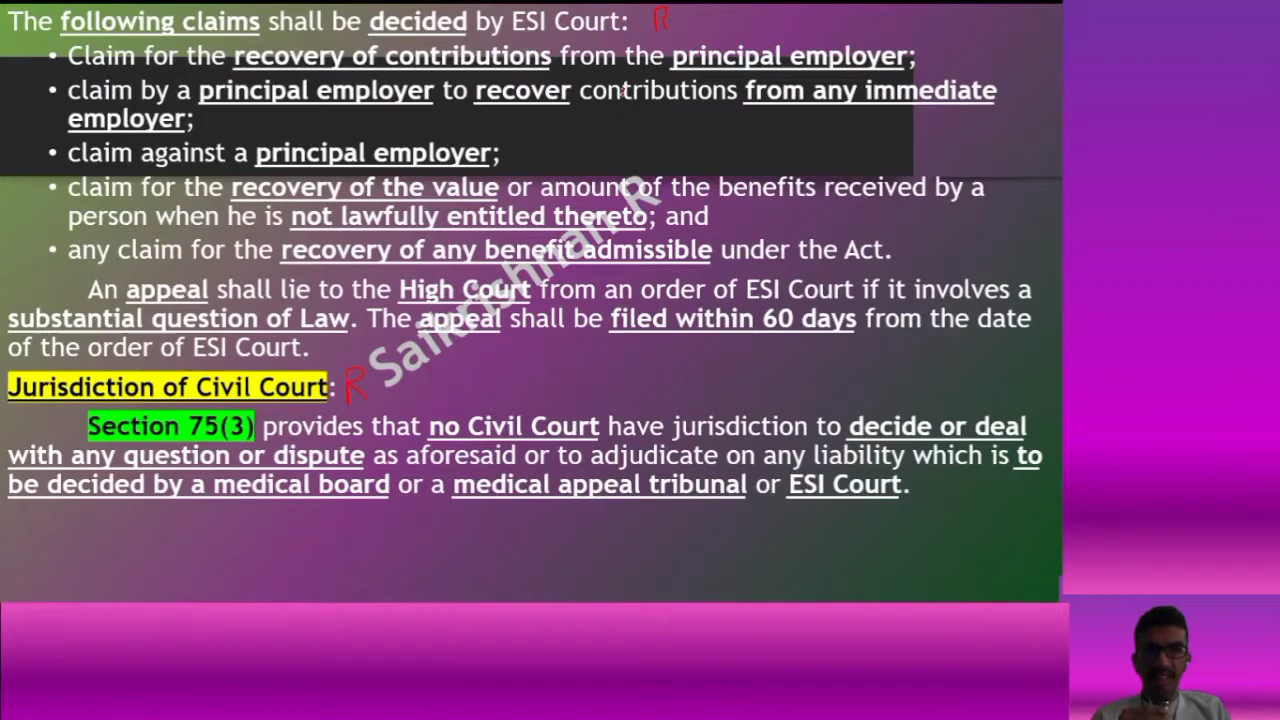 The following claims shall be decided by ESI Court: R
• Claim for the recovery of contributions from the principal employer;
• claim by a principal employer to recover contributions from any immediate
employer;
• claim against a principal employer;
• claim for the recovery of the value or amount of the benefits received by a
person when he is not lawfully entitled thereto; and
• any claim for the recovery of any benefit admissible under the Act.
An appeal shall lie to the High Court from an order of ESI Court if it involves a
substantial question of Law. The appeal shall be filed within 60 days from the date
of the order of ESI Court.
Jurisdiction of Civil Court: R
Section 75(3) provides that no Civil Court have jurisdiction to decide or deal
with any question or dispute as aforesaid or to adjudicate on any liability which is to
be decided by a medical board or a medical appeal tribunal or ESI Court.
Saikrishnan R